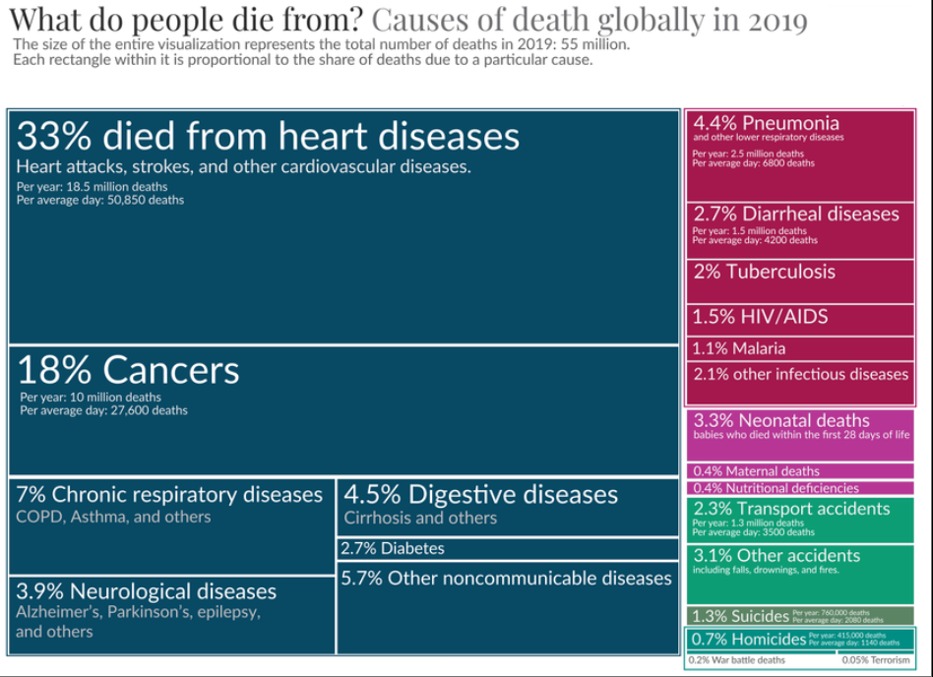 What do people die from? Causes of death globally in 2019
The size of the entire visualization represents the total number of deaths in 2019: 55 million.
Each rectangle within it is proportional to the share of deaths due to a particular cause.
33% died from heart diseases
Heart attacks, strokes, and other cardiovascular diseases.
Per year: 18.5 million deaths
Per average day: 50,850 deaths
18% Cancers
Per year: 10 million deaths
Per average day: 27,600 deaths
7% Chronic respiratory diseases
COPD, Asthma, and others
3.9% Neurological diseases
Alzheimer's, Parkinson's, epilepsy,
and others
4.5% Digestive diseases
Cirrhosis and others
2.7% Diabetes
5.7% Other noncommunicable diseases
4.4% Pneumonia
and other lower respiratory diseases
Per year: 2.5 million deaths
Per average day: 6800 deaths
2.7% Diarrheal diseases
Per year: 1.5 million deaths
Per average day: 4200 deaths
2% Tuberculosis
1.5% HIV/AIDS
1.1% Malaria
2.1% other infectious diseases
3.3% Neonatal deaths
babies who died within the first 28 days of life
0.4% Maternal deaths
0.4% Nutritional deficiencies
2.3% Transport accidents
Per year: 1.3 million deaths
Per average day: 3500 deaths
3.1% Other accidents
including falls, drownings, and fires.
1.3% Suicides
Per year: 760,000 deaths
Per average day: 2080 deaths
0.7% Homicides
Per year: 415,000 deaths
Per average day: 1140 deaths
0.2% War battle deaths
0.05% Terrorism